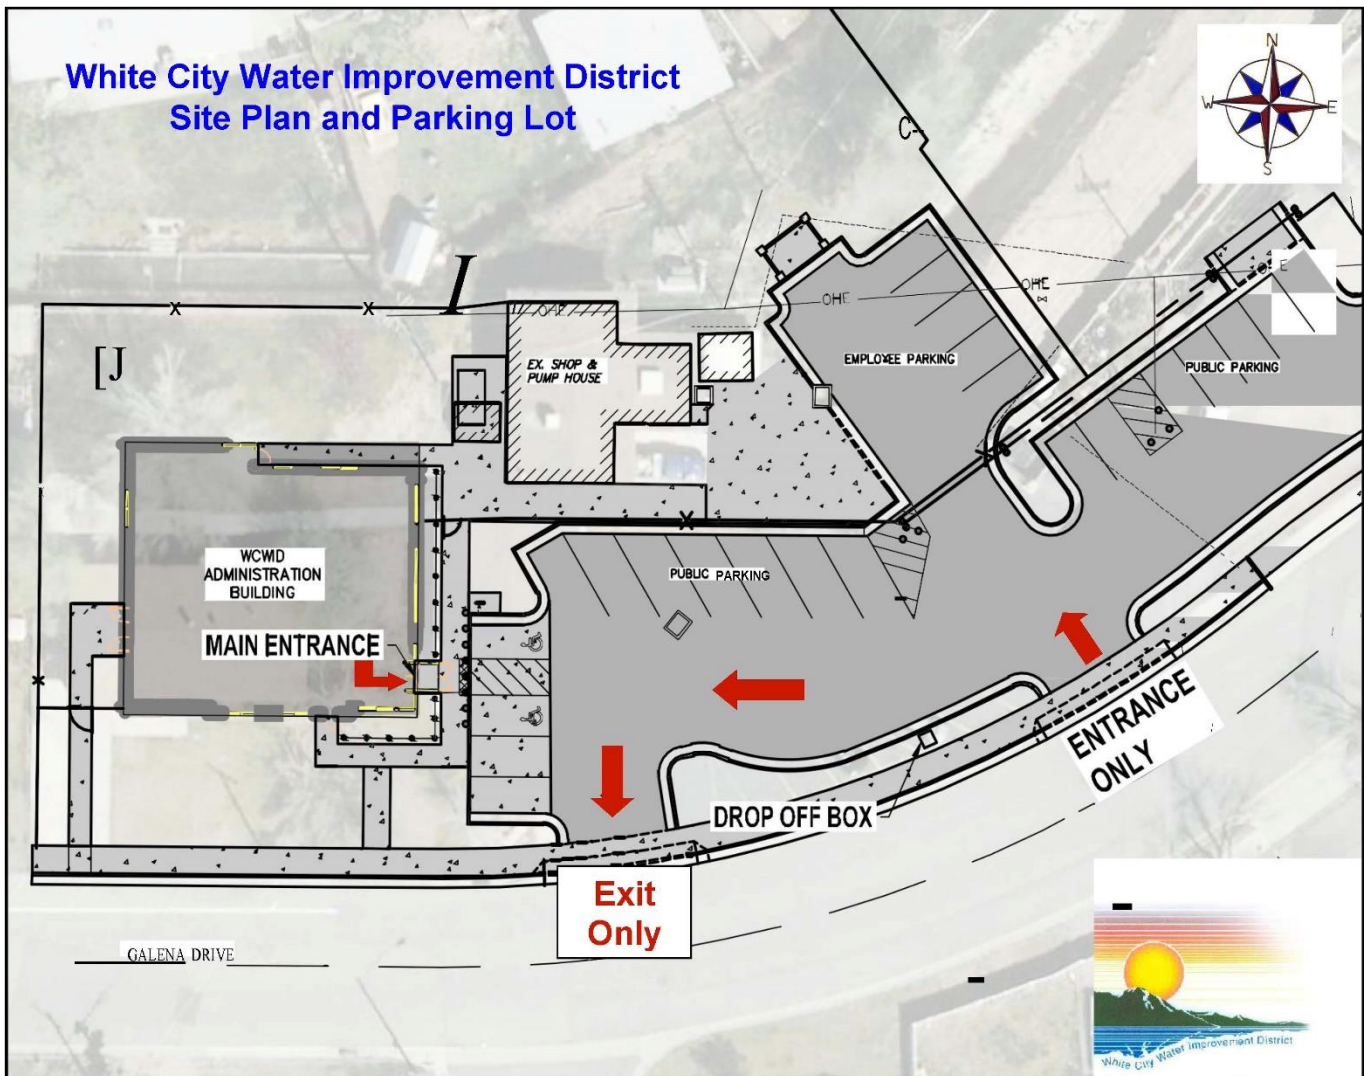 White City Water Improvement District
Site Plan and Parking Lot
N
W
E
S
C-
I
OHE
OHE
OHE
E
[J
EX. SHOP &
PUMP HOUSE
EMPLOYEE PARKING
PUBLIC PARKING
WCWID
ADMINISTRATION
BUILDING
PUBLIC PARKING
MAIN ENTRANCE
ENTRANCE
ONLY
DROP OFF BOX
Exit
Only
GALENA DRIVE
White City Water Improvement District